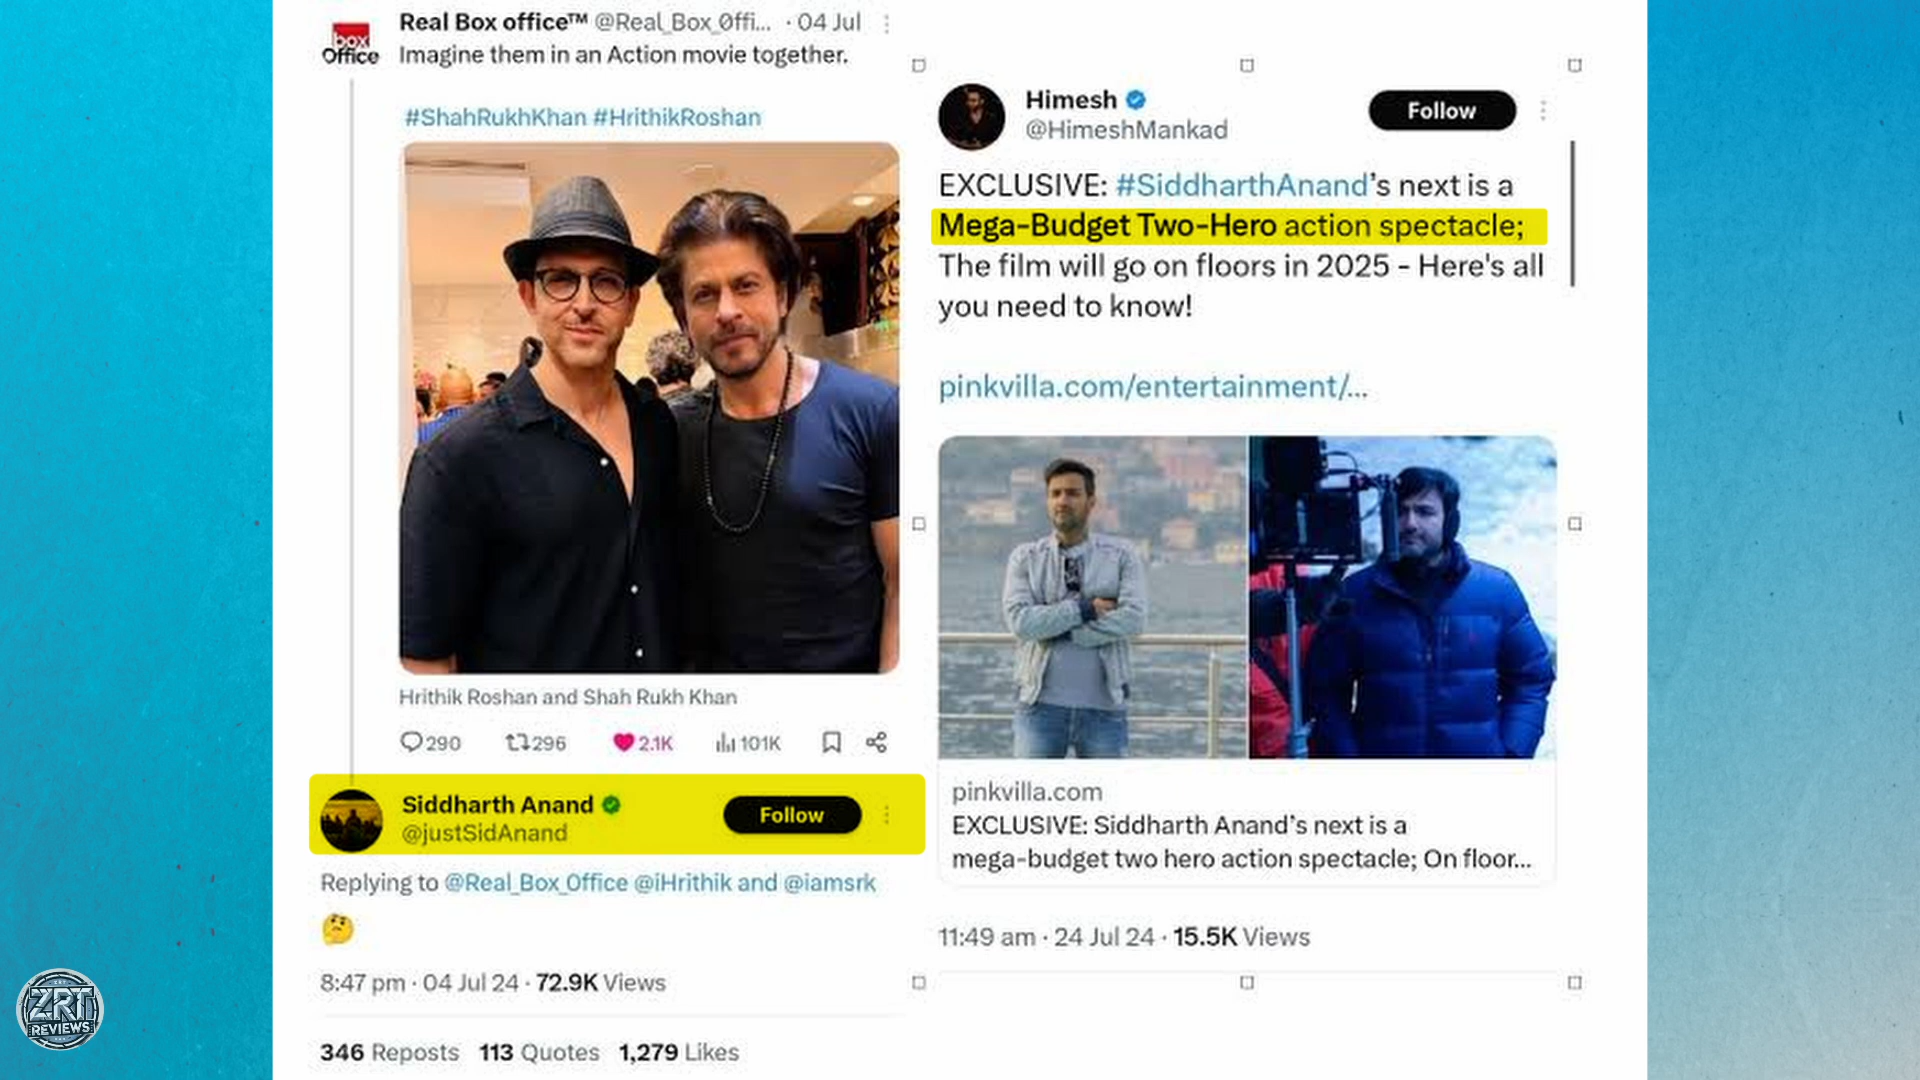 Real Box office™ @Real_Box_0ffi... · 04 Jul
Imagine them in an Action movie together.
#ShahRukhKhan #HrithikRoshan
box
Office
Hrithik Roshan and Shah Rukh Khan
290 296 2.1K 101K
Siddharth Anand
@justSidAnand
Follow
Replying to @Real_Box_0ffice @iHrithik and @iamsrk
🤔
8:47 pm · 04 Jul 24 · 72.9K Views
346 Reposts 113 Quotes 1,279 Likes
Himesh
@HimeshMankad
Follow
EXCLUSIVE: #SiddharthAnand's next is a
Mega-Budget Two-Hero action spectacle;
The film will go on floors in 2025 - Here's all
you need to know!
pinkvilla.com/entertainment/...
pinkvilla.com
EXCLUSIVE: Siddharth Anand's next is a
mega-budget two hero action spectacle; On floor...
11:49 am · 24 Jul 24 · 15.5K Views
ZRT
REVIEWS